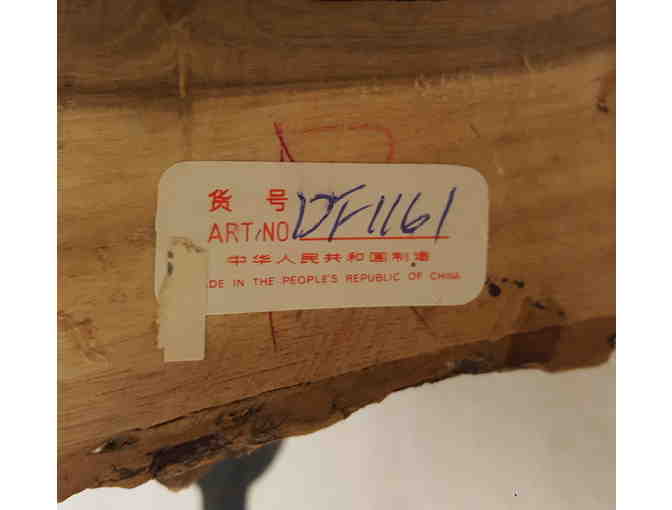 货号
ART.NO DF1161
中华人民共和国制造
ADE IN THE PEOPLE'S REPUBLIC OF CHINA